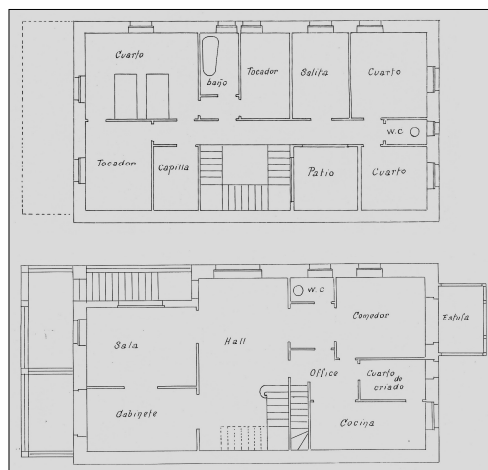 Cuarto
baño
Tocador
Salita
Cuarto
W.C
Tocador
Capilla
Patio
Cuarto
W.C
Sala
Hall
Comedor
Estufa
Office
Cuarto
de
criado
Gabinete
Cocina